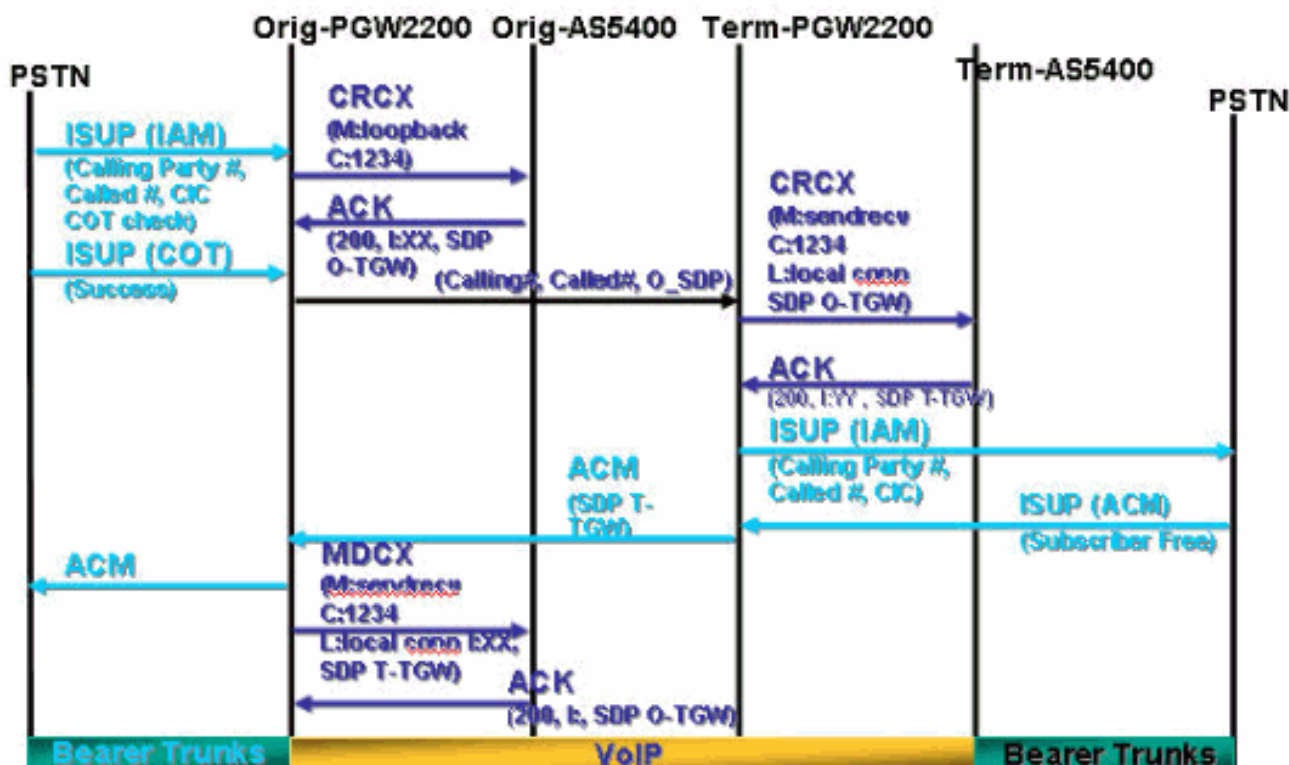 Orig-PGW2200 Orig-AS5400 Term-PGW2200
Term-AS5400
PSTN
PSTN
CRCX
(M:loopback
C:1234)
ISUP (IAM)
(Calling Party #,
Called #, CIC
COT check)
ACK
(200, I:XX, SDP
O-TGW)
ISUP (COT)
(Success)
(Calling#, Called#, O_SDP)
CRCX
(M:sendrecv
C:1234
L:local conn
SDP O-TGW)
ACK
(200, I:YY , SDP T-TGW)
ISUP (IAM)
(Calling Party #,
Called #, CIC)
ISUP (ACM)
(Subscriber Free)
ACM
(SDP T-
TGW)
ACM
MDCX
(M:sendrecv
C:1234
L:local conn I:XX,
SDP T-TGW)
ACK
(200, I:, SDP O-TGW)
Bearer Trunks
VoIP
Bearer Trunks